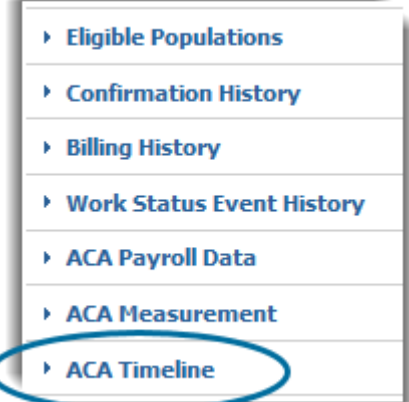 Eligible Populations
Confirmation History
Billing History
Work Status Event History
ACA Payroll Data
ACA Measurement
ACA Timeline